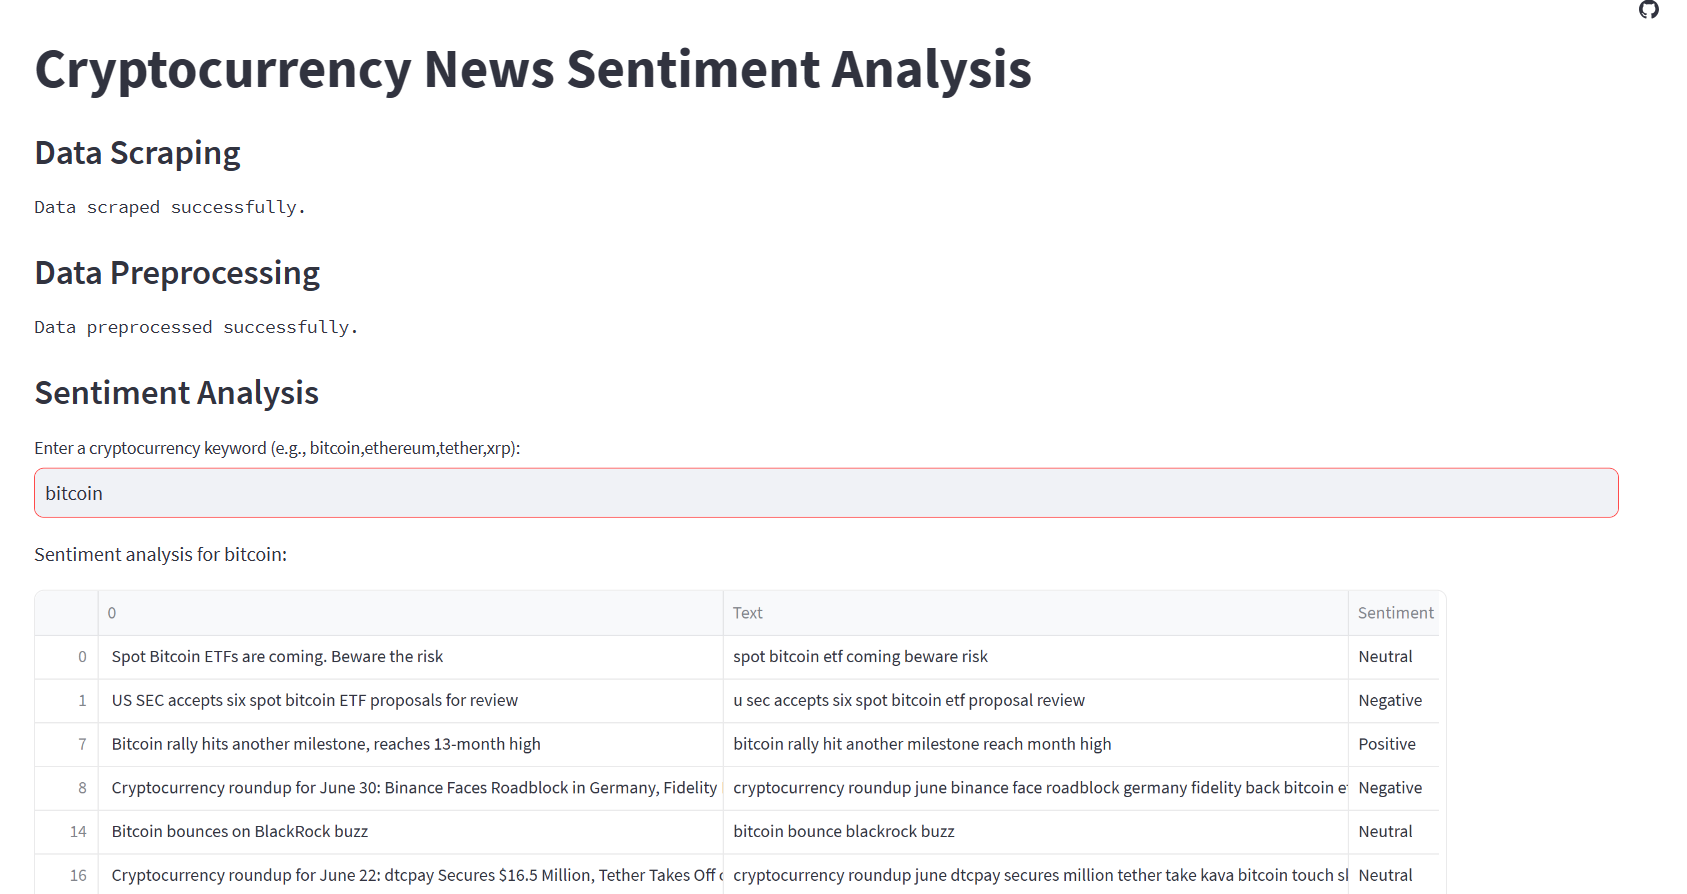 Cryptocurrency News Sentiment Analysis
Data Scraping
Data scraped successfully.
Data Preprocessing
Data preprocessed successfully.
Sentiment Analysis
Enter a cryptocurrency keyword (e.g., bitcoin,ethereum,tether,xrp):
bitcoin
Sentiment analysis for bitcoin:
0 Text Sentiment
0 Spot Bitcoin ETFs are coming. Beware the risk spot bitcoin etf coming beware risk Neutral
1 US SEC accepts six spot bitcoin ETF proposals for review u sec accepts six spot bitcoin etf proposal review Negative
7 Bitcoin rally hits another milestone, reaches 13-month high bitcoin rally hit another milestone reach month high Positive
8 Cryptocurrency roundup for June 30: Binance Faces Roadblock in Germany, Fidelity cryptocurrency roundup june binance face roadblock germany fidelity back bitcoin Negative
14 Bitcoin bounces on BlackRock buzz bitcoin bounce blackrock buzz Neutral
16 Cryptocurrency roundup for June 22: dtcpay Secures $16.5 Million, Tether Takes Off cryptocurrency roundup june dtcpay secures million tether take kava bitcoin touch Neutral